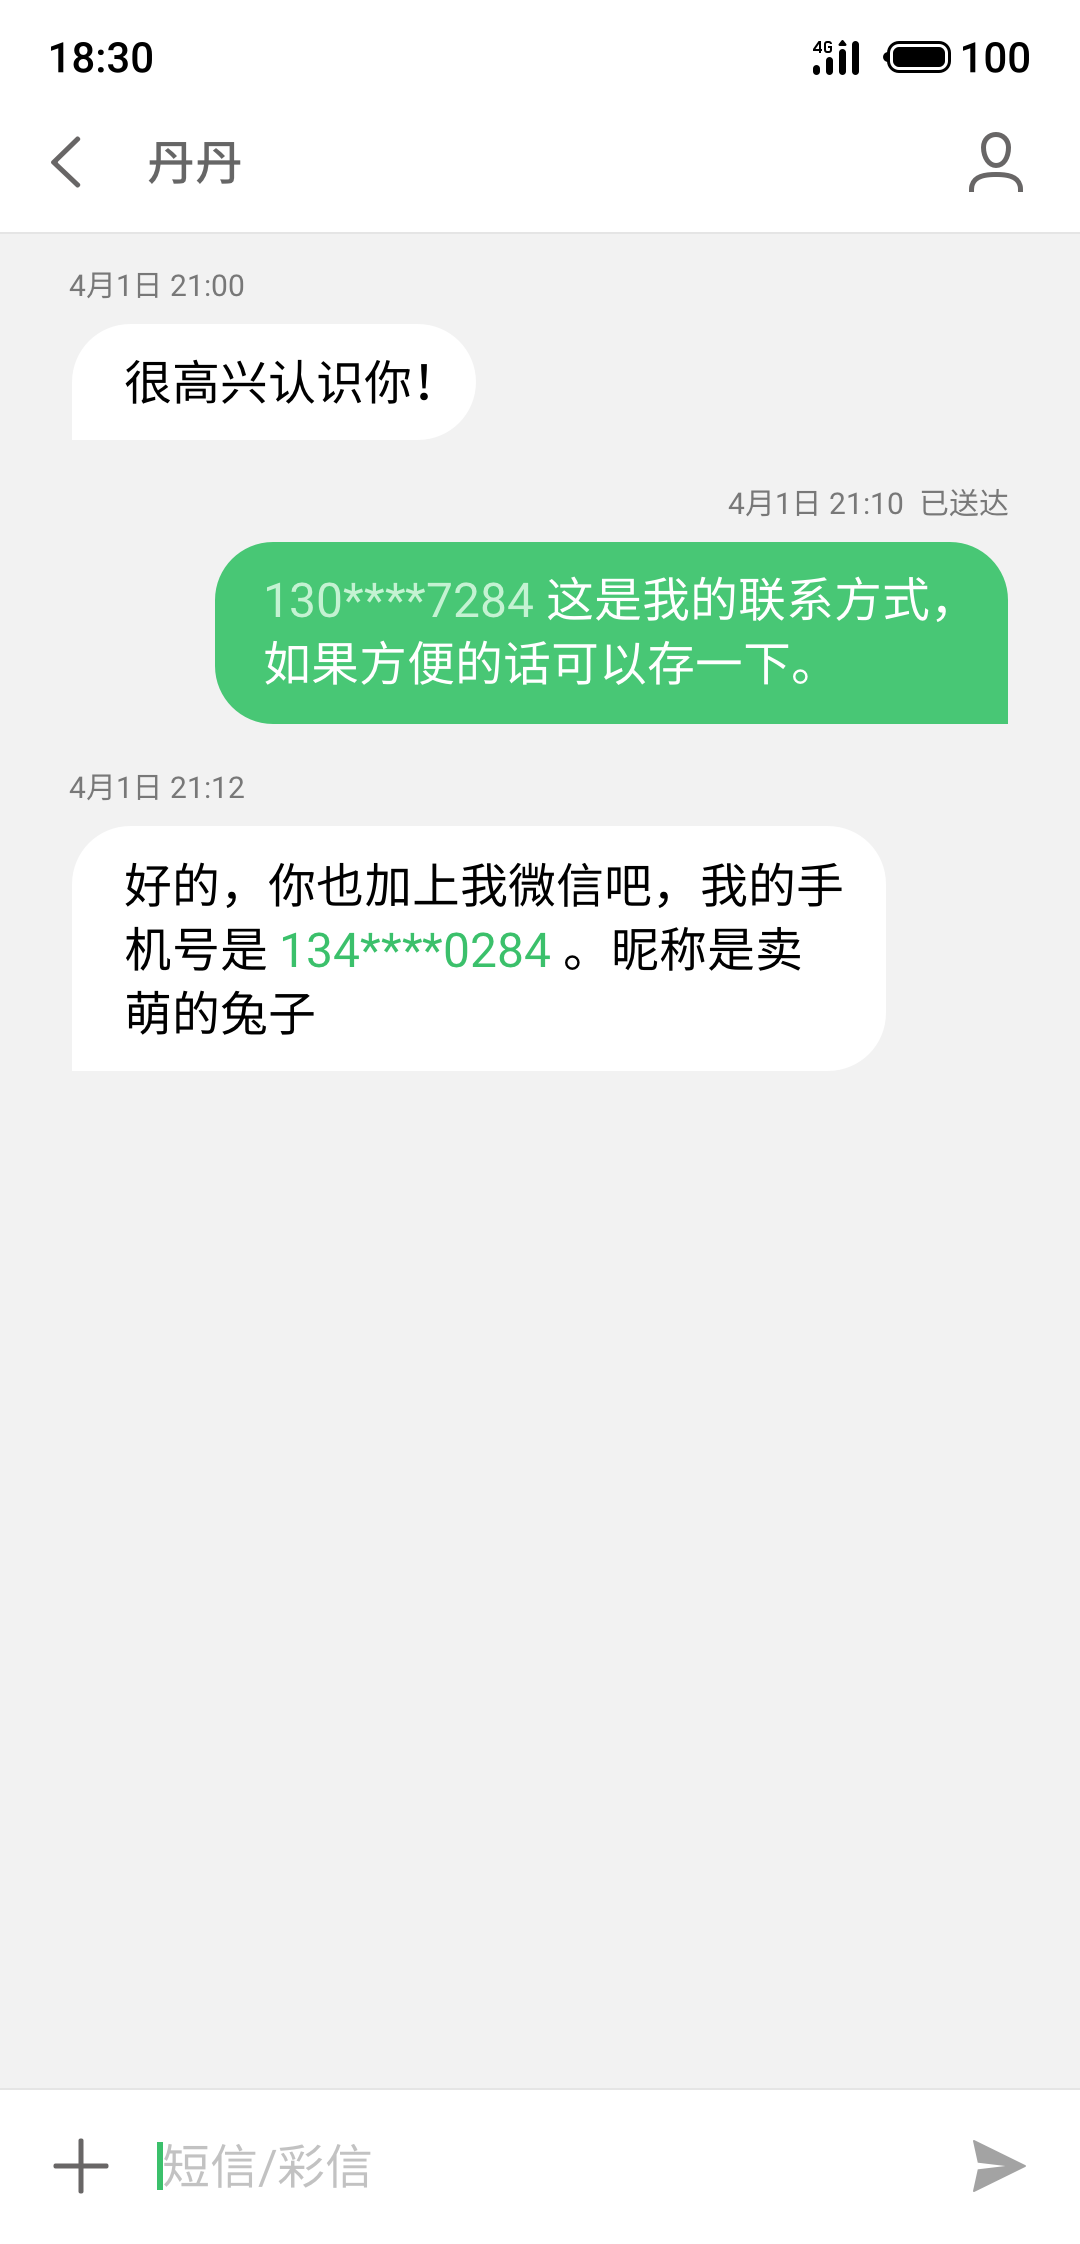 18:30
4G 100
丹丹
4月1日 21:00
很高兴认识你！
4月1日 21:10 已送达
130****7284 这是我的联系方式，
如果方便的话可以存一下。
4月1日 21:12
好的，你也加上我微信吧，我的手
机号是 134****0284 。昵称是卖
萌的兔子
短信/彩信